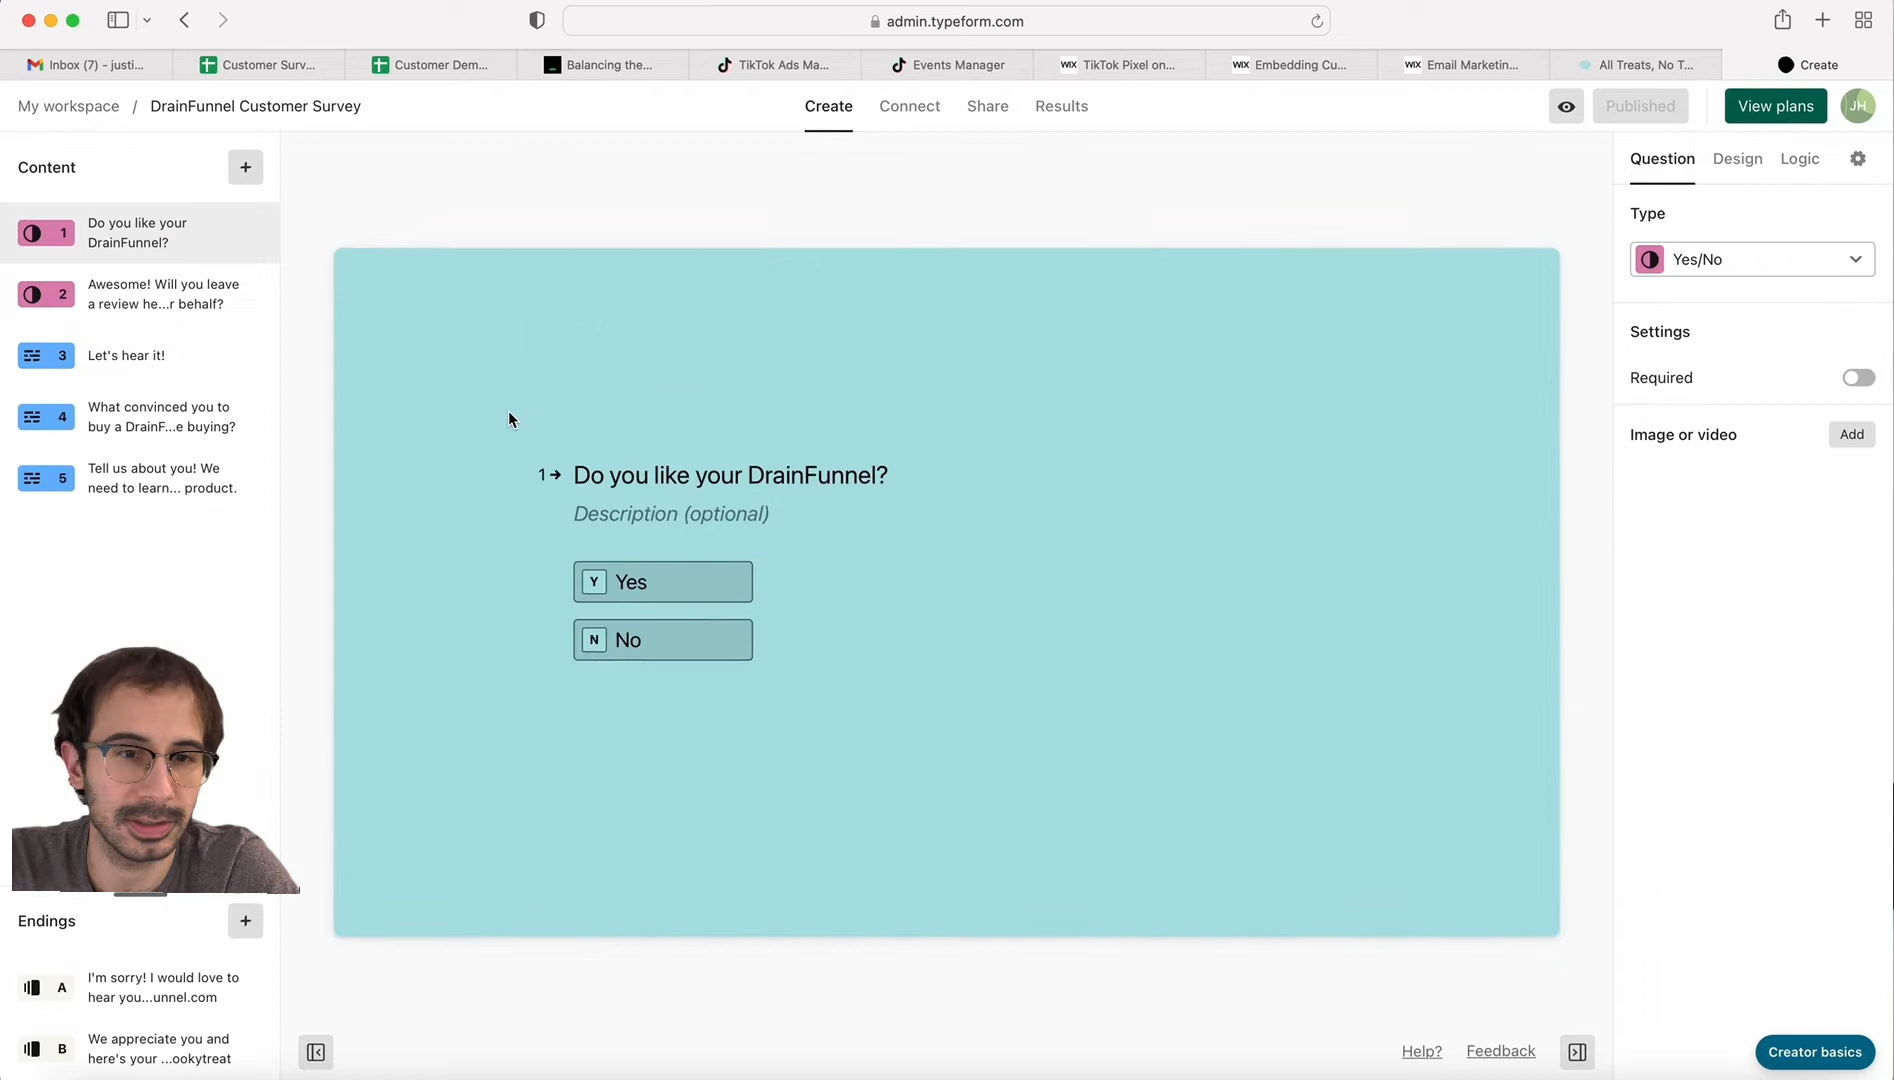 admin.typeform.com
Inbox (7) - justi...
Customer Surv...
Customer Dem...
Balancing the...
TikTok Ads Ma...
Events Manager
WIX TikTok Pixel on...
WIX Embedding Cu...
WIX Email Marketin...
All Treats, No T...
Create
My workspace / DrainFunnel Customer Survey
Create
Connect
Share
Results
Published
View plans
JH
Content
+
1 Do you like your
DrainFunnel?
2 Awesome! Will you leave
a review he...r behalf?
3 Let's hear it!
4 What convinced you to
buy a DrainF...e buying?
5 Tell us about you! We
need to learn... product.
Endings
+
A I'm sorry! I would love to
hear you...unnel.com
B We appreciate you and
here's your ...ookytreat
1 → Do you like your DrainFunnel?
Description (optional)
Y Yes
N No
Help?
Feedback
Question
Design
Logic
Type
Yes/No
Settings
Required
Image or video
Add
Creator basics